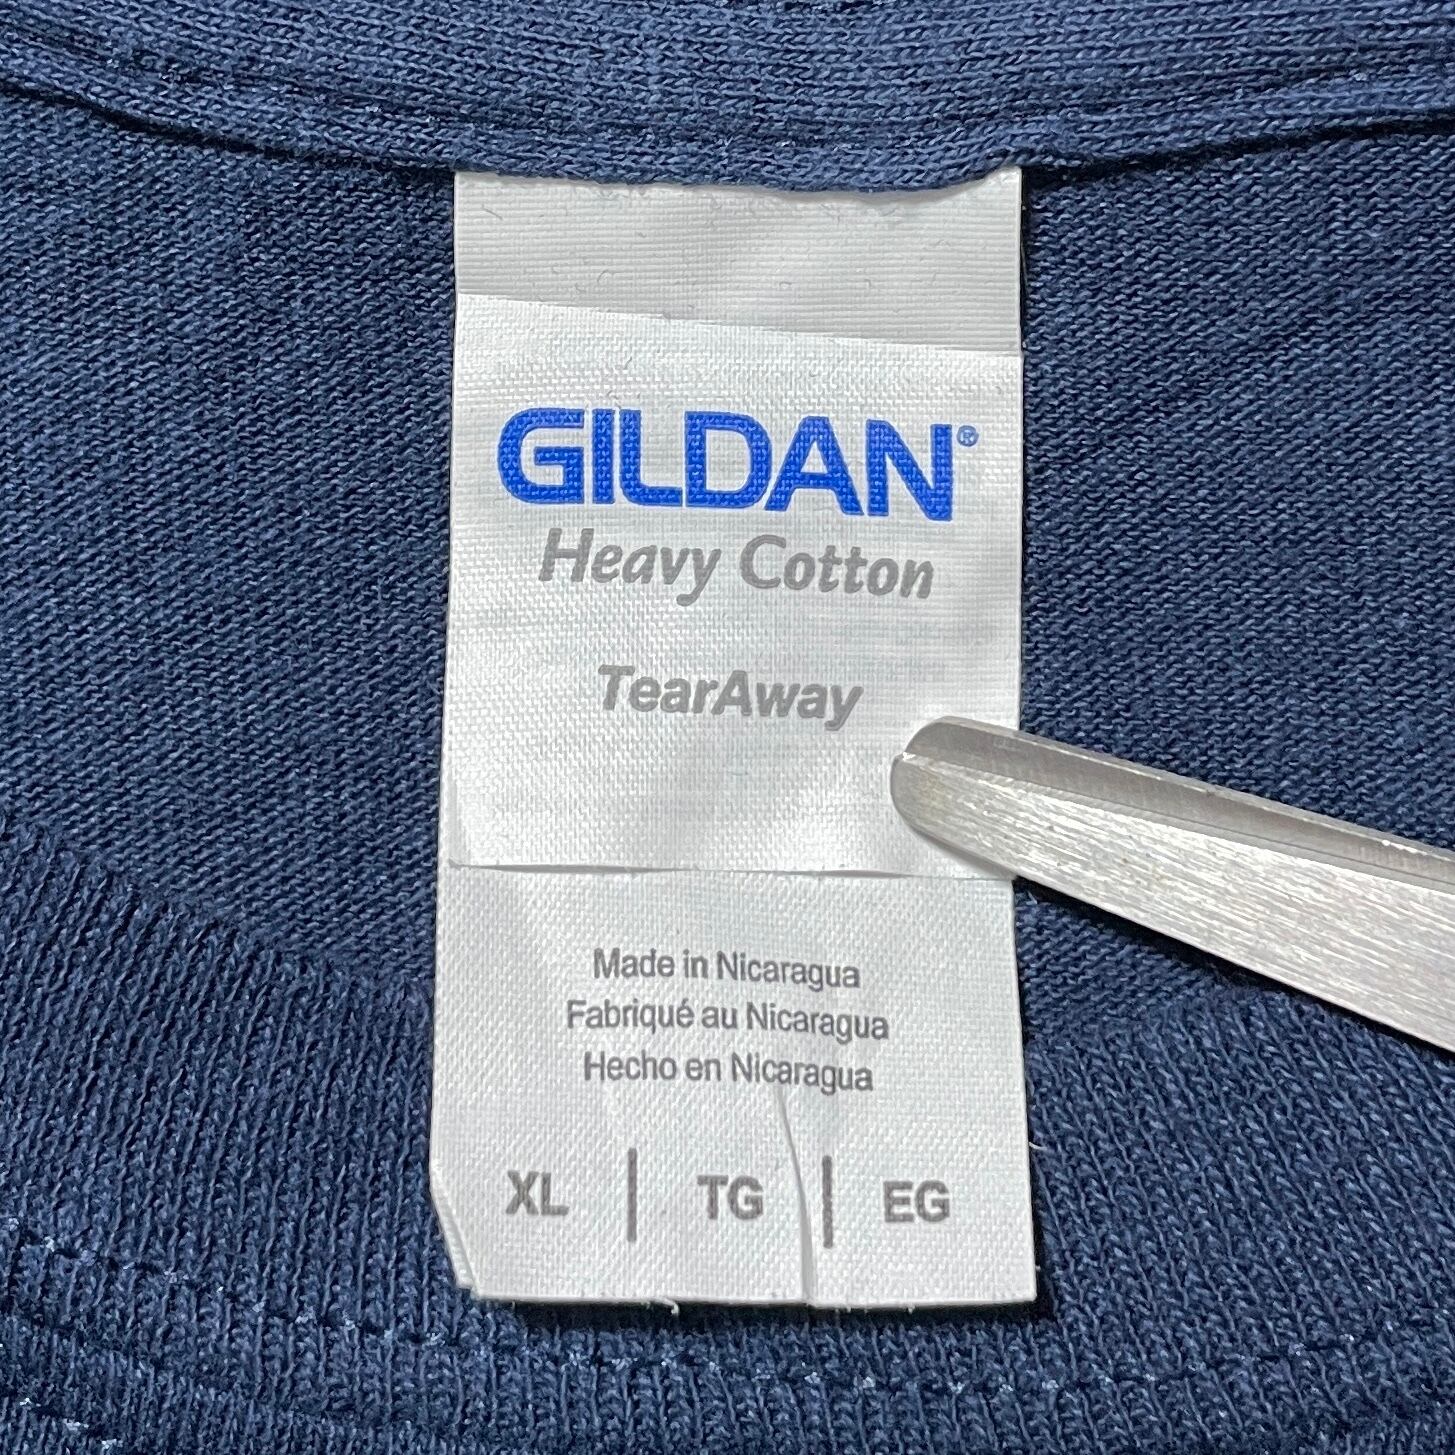 GILDAN®
Heavy Cotton
TearAway
Made in Nicaragua
Fabriqué au Nicaragua
Hecho en Nicaragua
XL | TG | EG